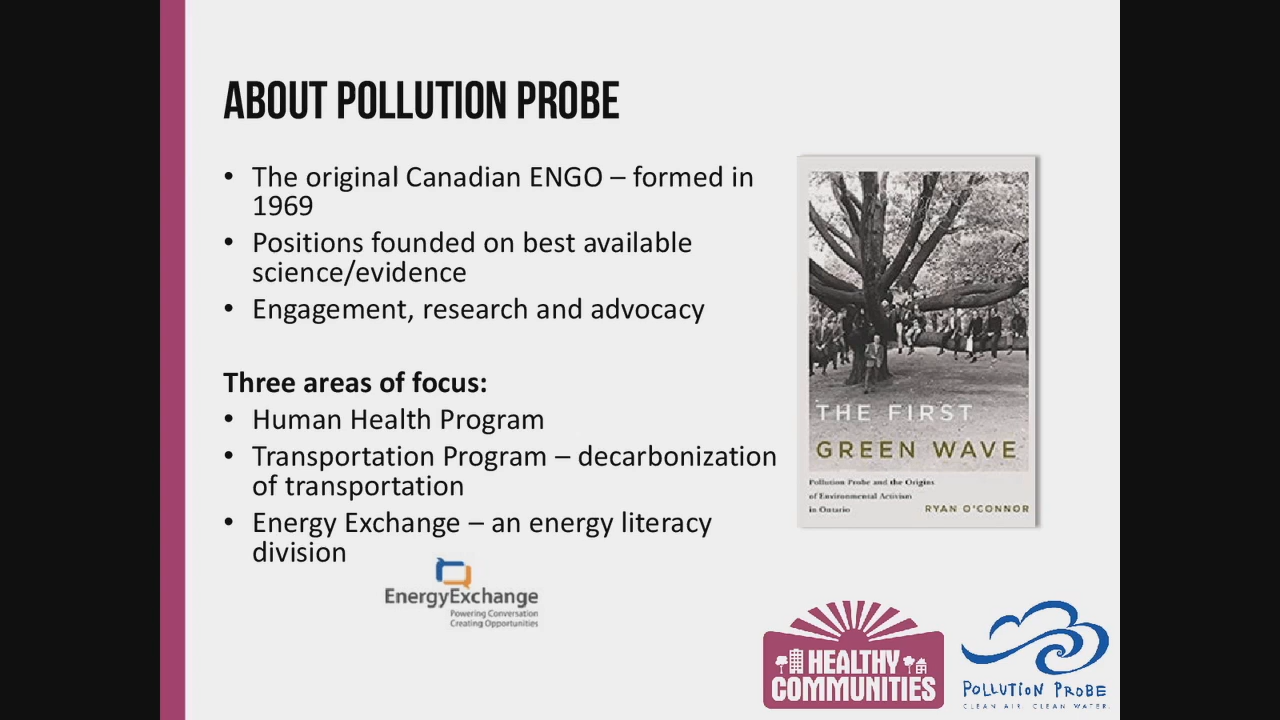 ABOUT POLLUTION PROBE
• The original Canadian ENGO – formed in
1969
• Positions founded on best available
science/evidence
• Engagement, research and advocacy
Three areas of focus:
• Human Health Program
• Transportation Program – decarbonization
of transportation
• Energy Exchange – an energy literacy
division
EnergyExchange
Powering Conversation
Creating Opportunities
THE FIRST
GREEN WAVE
Pollution Probe and the Origins
of Environmental Activism
in Ontario
RYAN O'CONNOR
HEALTHY
COMMUNITIES
POLLUTION PROBE
CLEAN AIR. CLEAN WATER.